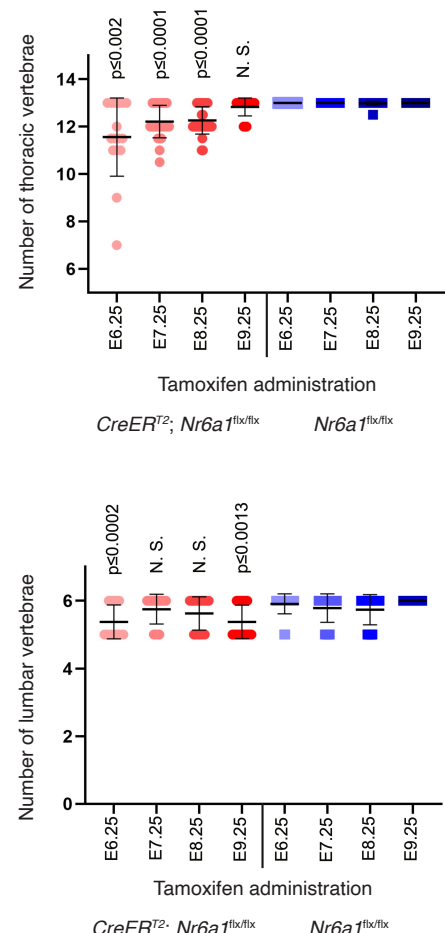 p≤0.002 p≤0.0001 p≤0.0001 N. S.
Number of thoracic vertebrae
14
12
10
8
6
E6.25 E7.25 E8.25 E9.25 E6.25 E7.25 E8.25 E9.25
Tamoxifen administration
CreERT2; Nr6a1flx/flx Nr6a1flx/flx
p≤0.0002 N. S. N. S. p≤0.0013
Number of lumbar vertebrae
6
4
2
0
E6.25 E7.25 E8.25 E9.25 E6.25 E7.25 E8.25 E9.25
Tamoxifen administration
CreERT2; Nr6a1flx/flx Nr6a1flx/flx